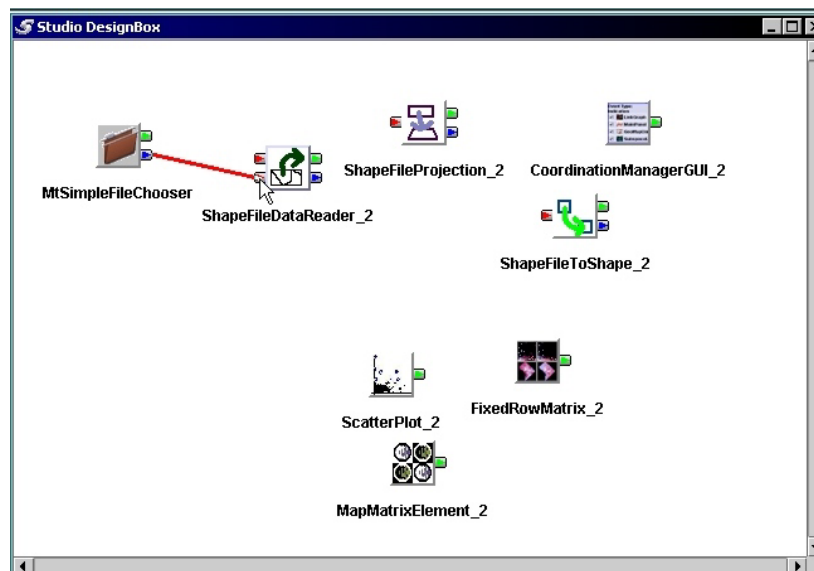 Studio DesignBox
ShapeFileProjection_2
CoordinationManagerGUI_2
MtSimpleFileChooser
ShapeFileDataReader_2
ShapeFileToShape_2
ScatterPlot_2
FixedRowMatrix_2
MapMatrixElement_2